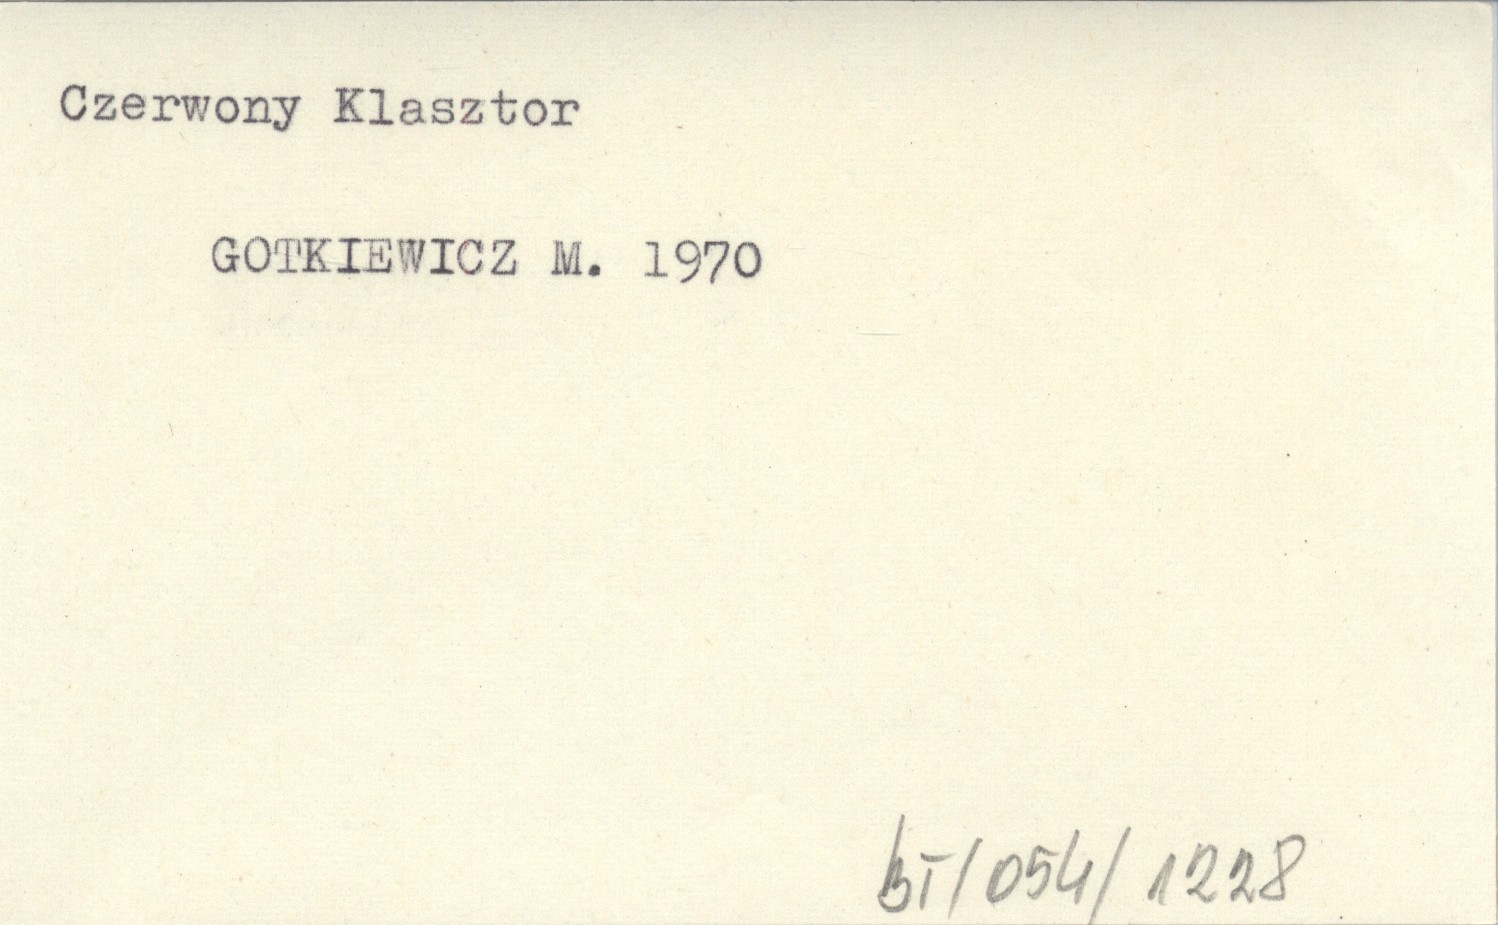 Czerwony Klasztor
GOTKIEWICZ M. 1970
BT/054/1228